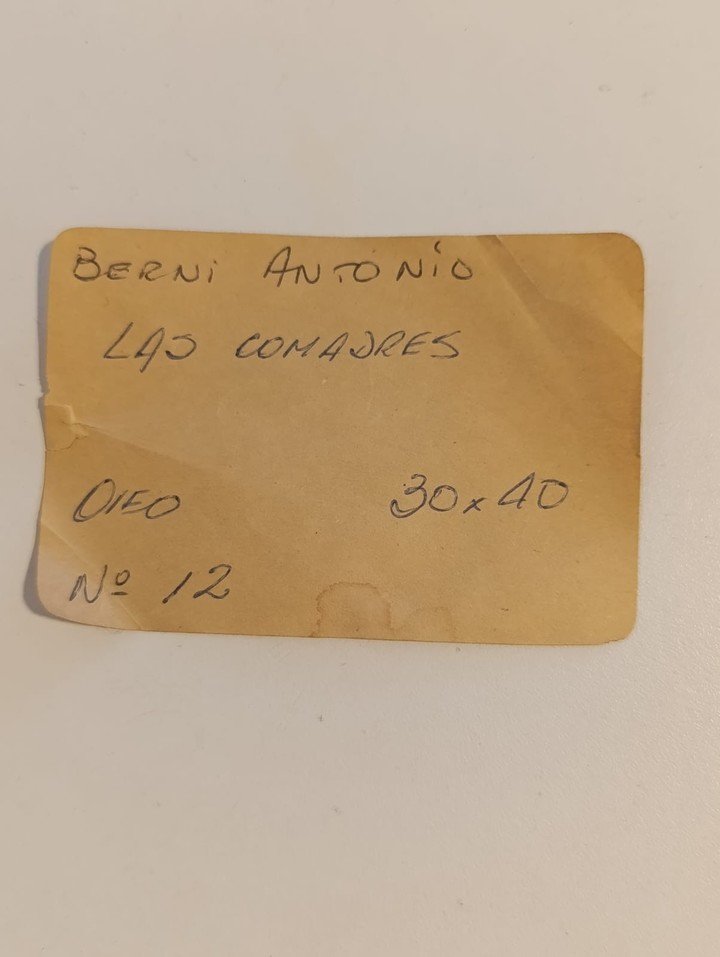 BERNI ANTONIO
LAS COMADRES
OLEO 30x40
Nº 12